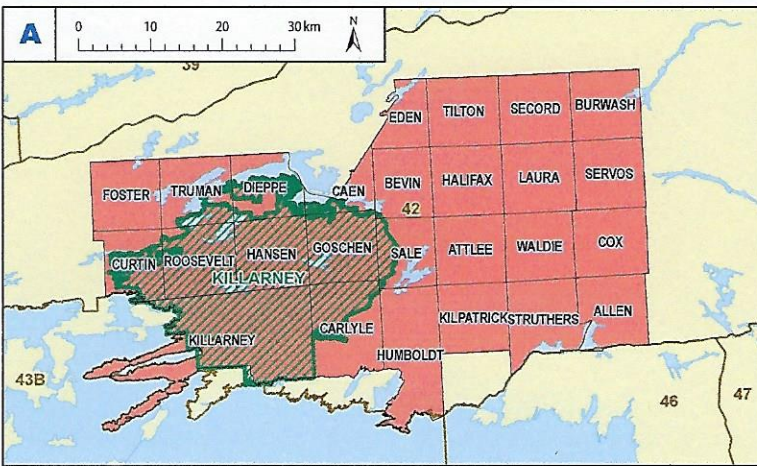 A
0 10 20 30 km
N
39
EDEN
TILTON
SECORD
BURWASH
FOSTER
TRUMAN
DIEPPE
CAEN
BEVIN
HALIFAX
LAURA
SERVOS
42
CURTIN
ROOSEVELT
HANSEN
GOSCHEN
SALE
ATTLEE
WALDIE
COX
KILLARNEY
KILLARNEY
CARLYLE
HUMBOLDT
KILPATRICK
STRUTHERS
ALLEN
43B
46
47